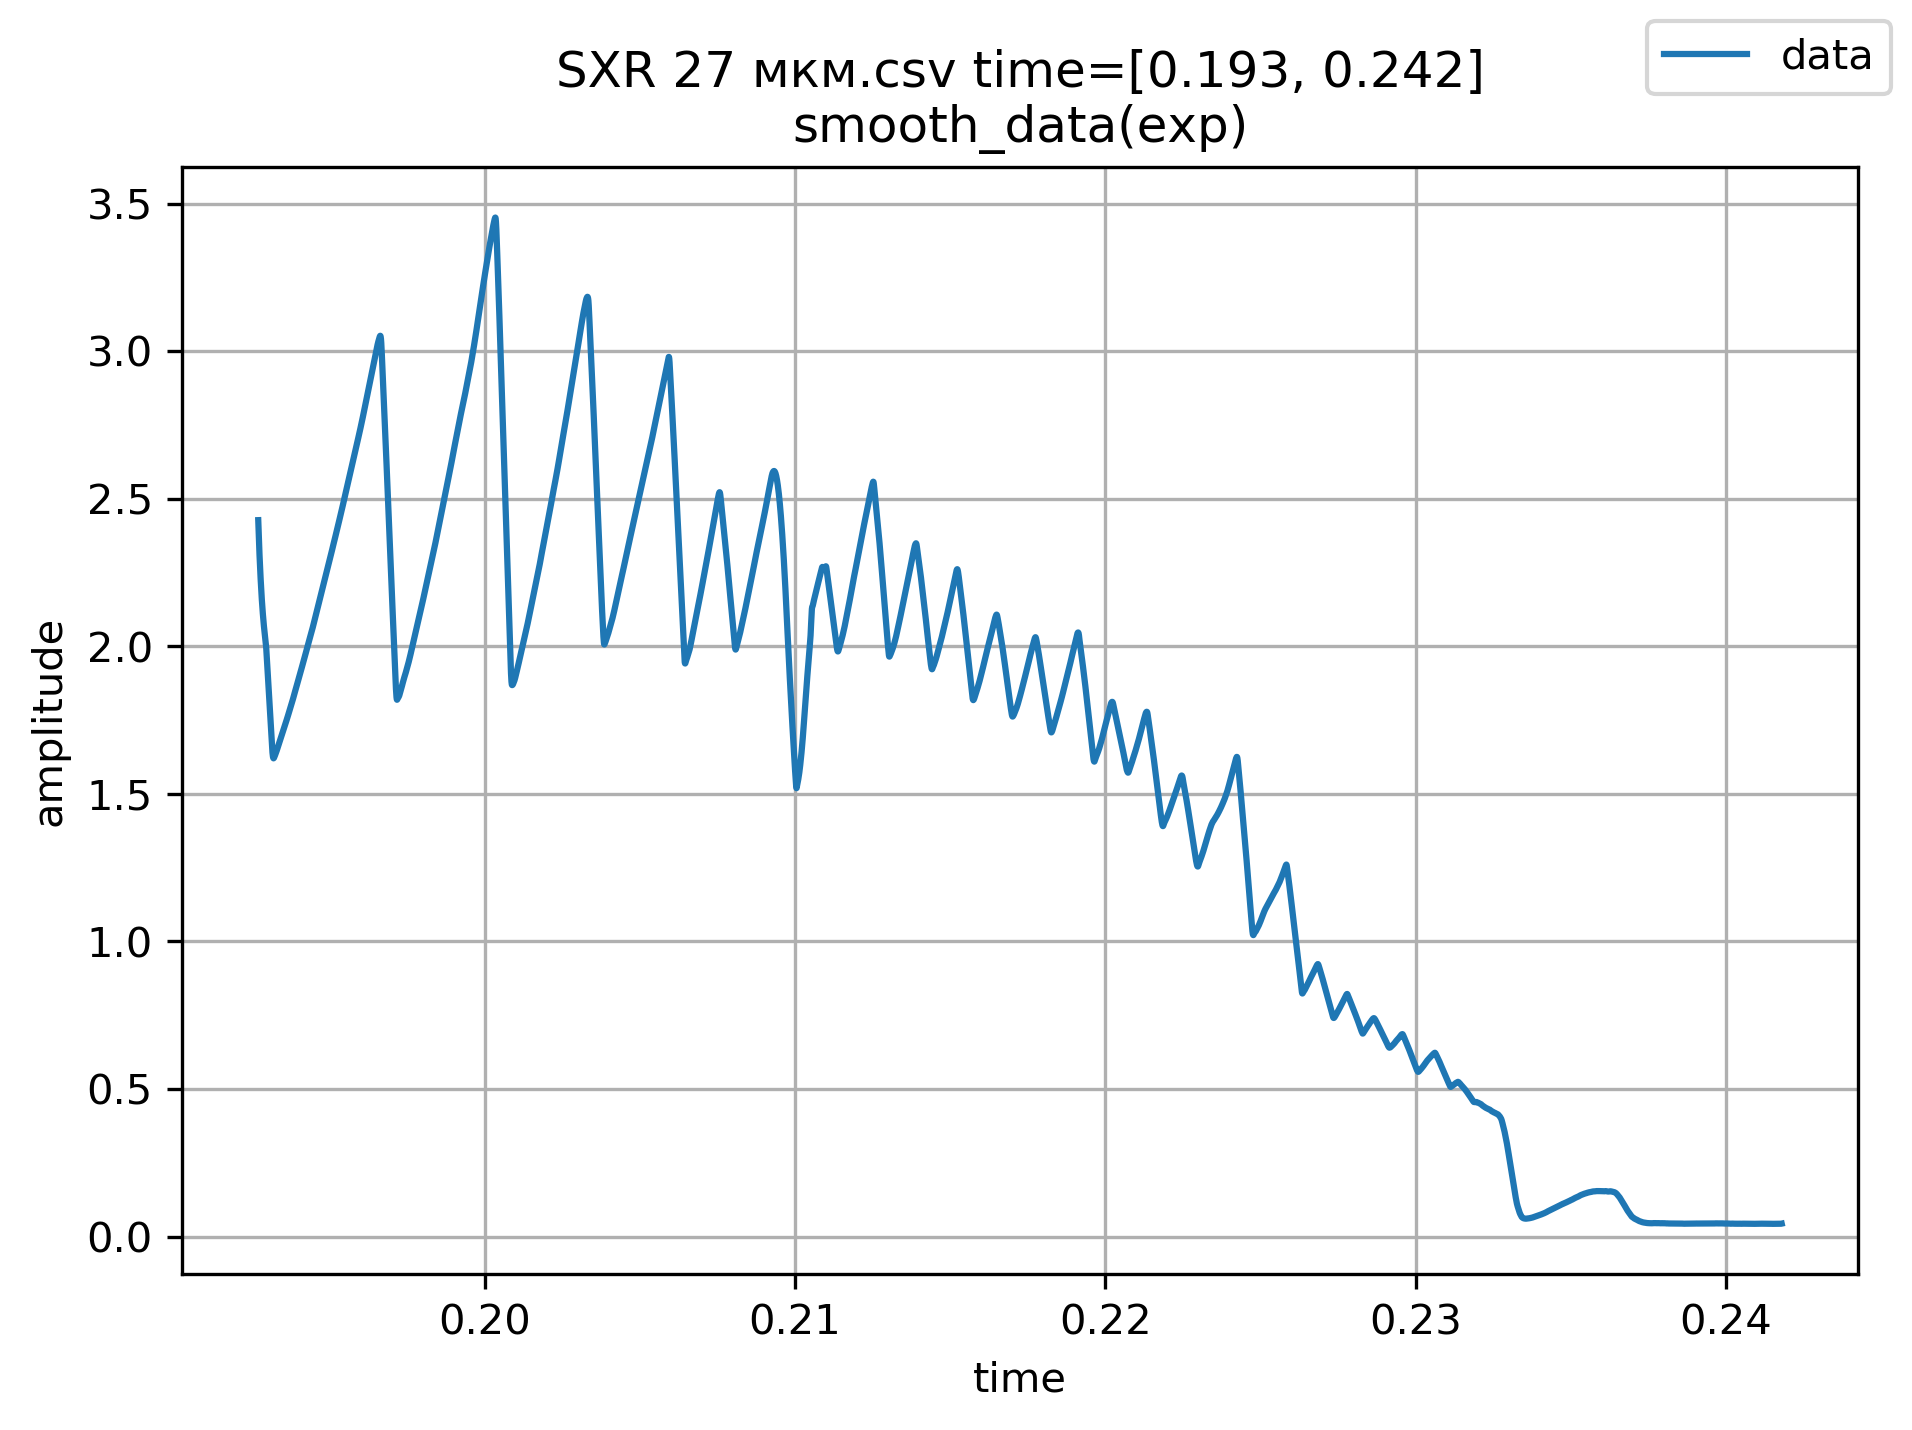 SXR 27 мкм.csv time=[0.193, 0.242]
smooth_data(exp)
data
amplitude
3.5
3.0
2.5
2.0
1.5
1.0
0.5
0.0
0.20 0.21 0.22 0.23 0.24
time